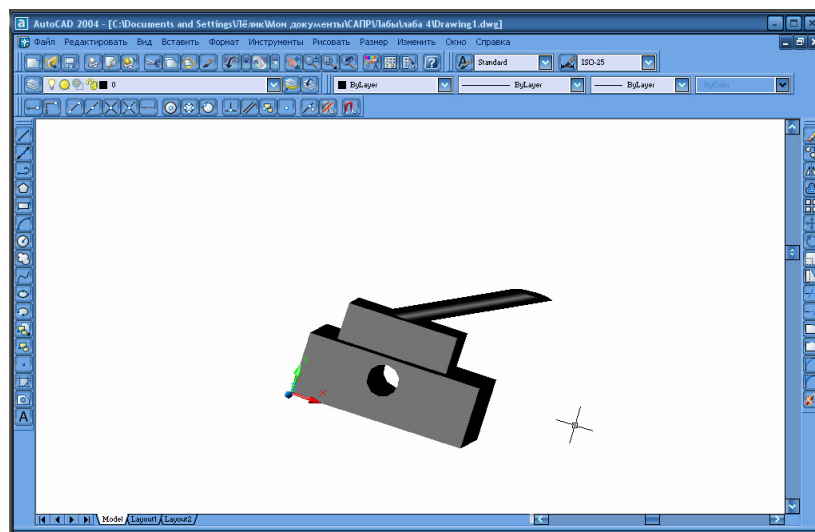 AutoCAD 2004 - [C:\Documents and Settings\Лёлик\Мои документы\САПР\Лабы\лаба 4\Drawing1.dwg]
Файл Редактировать Вид Вставить Формат Инструменты Рисовать Размер Изменить Окно Справка
Standard ISO-25
0 ByLayer ByLayer ByLayer ByColor
X
A
Model Layout1 Layout2